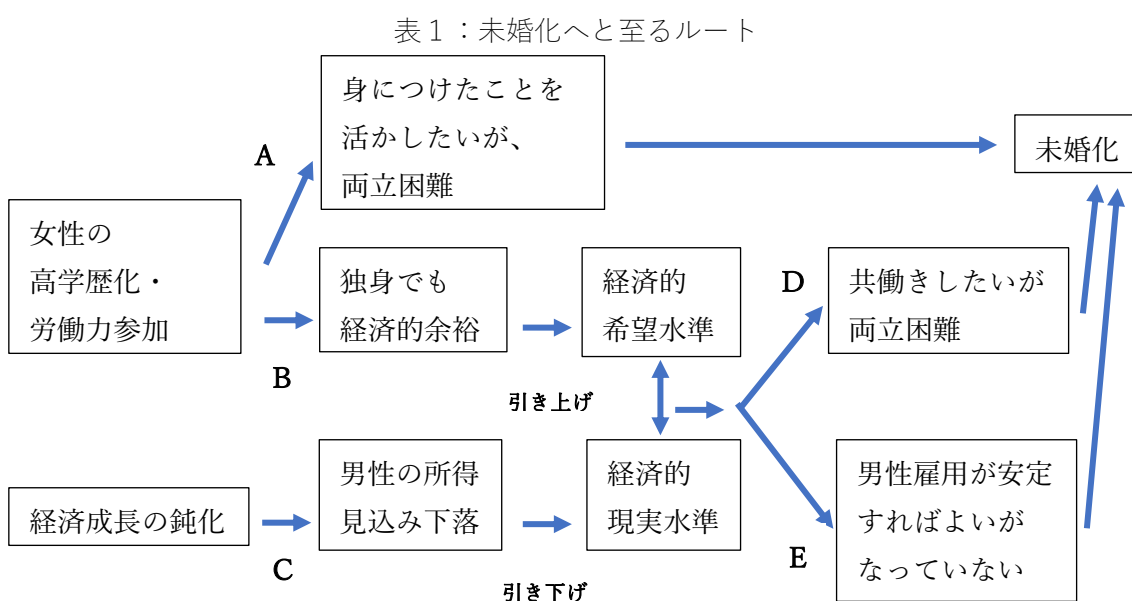 表１：未婚化へと至るルート
身につけたことを
活かしたいが、
両立困難
未婚化
A
女性の
高学歴化・
労働力参加
独身でも
経済的余裕
経済的
希望水準
D
共働きしたいが
両立困難
B
引き上げ
経済成長の鈍化
男性の所得
見込み下落
経済的
現実水準
男性雇用が安定
すればよいが
なっていない
E
C
引き下げ